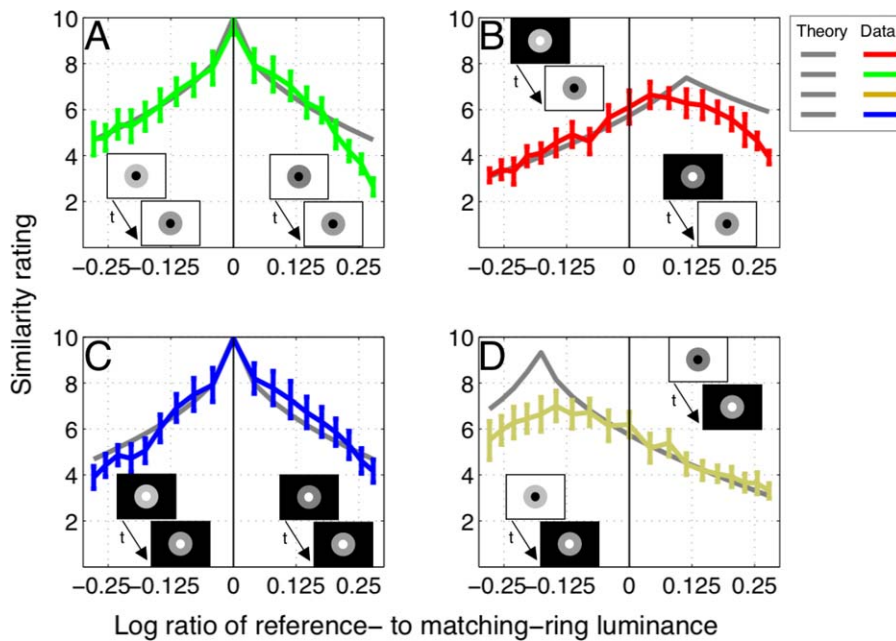 A
B
Theory Data
10
8
6
4
2
t
t
−0.25−0.125 0 0.125 0.25
10
8
6
4
2
t
t
−0.25−0.125 0 0.125 0.25
Similarity rating
C
D
10
8
6
4
2
t
t
−0.25−0.125 0 0.125 0.25
10
8
6
4
2
t
t
−0.25−0.125 0 0.125 0.25
Log ratio of reference− to matching−ring luminance